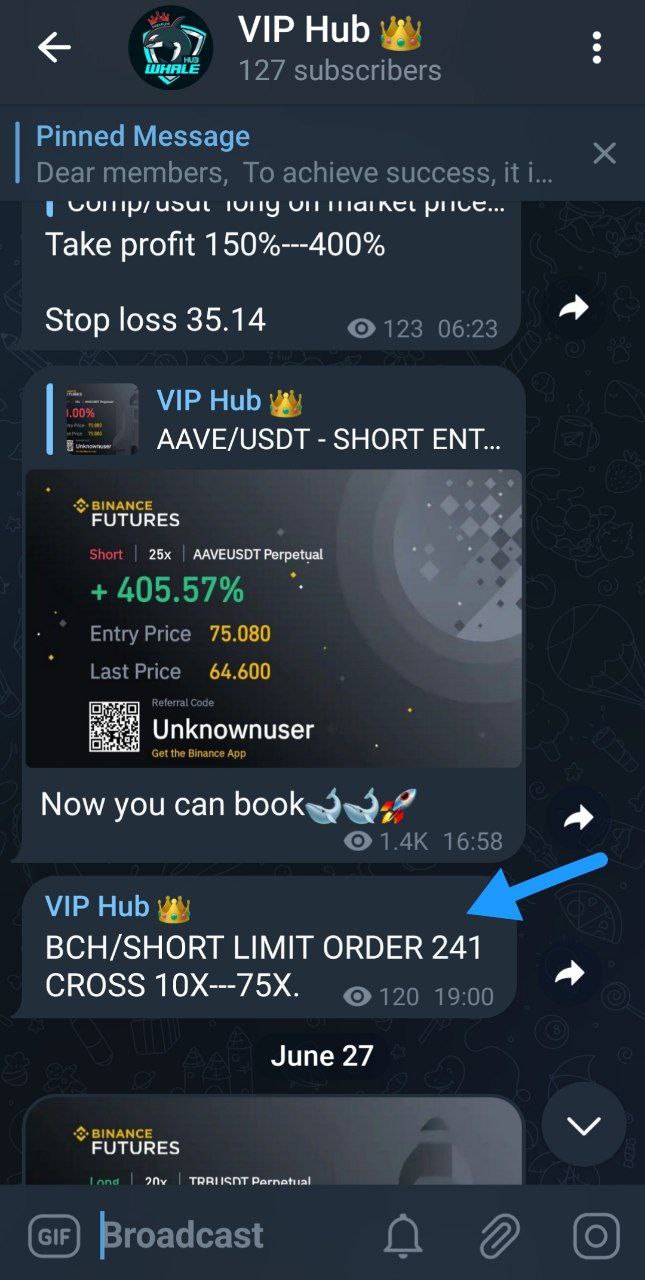 VIP Hub 👑
127 subscribers
HUB
WHALE
Pinned Message
Dear members, To achieve success, it i...
Comp/usdt long on market price...
Take profit 150%---400%
Stop loss 35.14
123 06:23
VIP Hub 👑
AAVE/USDT - SHORT ENT...
BINANCE
FUTURES
Short | 25x | AAVEUSDT Perpetual
+ 405.57%
Entry Price 75.080
Last Price 64.600
Referral Code
Unknownuser
Get the Binance App
Now you can book🐳🐳🚀
1.4K 16:58
VIP Hub 👑
BCH/SHORT LIMIT ORDER 241
CROSS 10X---75X.
120 19:00
June 27
BINANCE
FUTURES
Long | 20x | TRBUSDT Perpetual
GIF
Broadcast